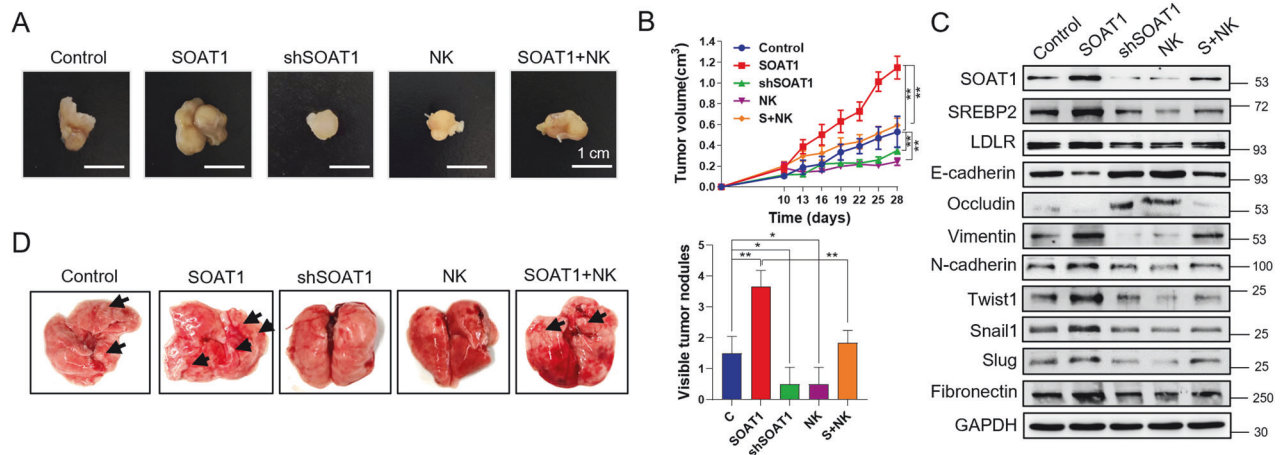 A
Control SOAT1 shSOAT1 NK SOAT1+NK
1 cm
B
Tumor volume(cm3)
1.4
1.2
1.0
0.8
0.6
0.4
0.2
0.0
10 13 16 19 22 25 28
Time (days)
Control
SOAT1
shSOAT1
NK
S+NK
** **
** **
Visible tumor nodules
5
4
3
2
1
0
*
*
** **
C SOAT1 shSOAT1 NK S+NK
C
Control SOAT1 shSOAT1 NK S+NK
SOAT1 53
SREBP2 72
LDLR 93
E-cadherin 93
Occludin 53
Vimentin 53
N-cadherin 100
Twist1 25
Snail1 25
Slug 25
Fibronectin 250
GAPDH 30
D
Control SOAT1 shSOAT1 NK SOAT1+NK